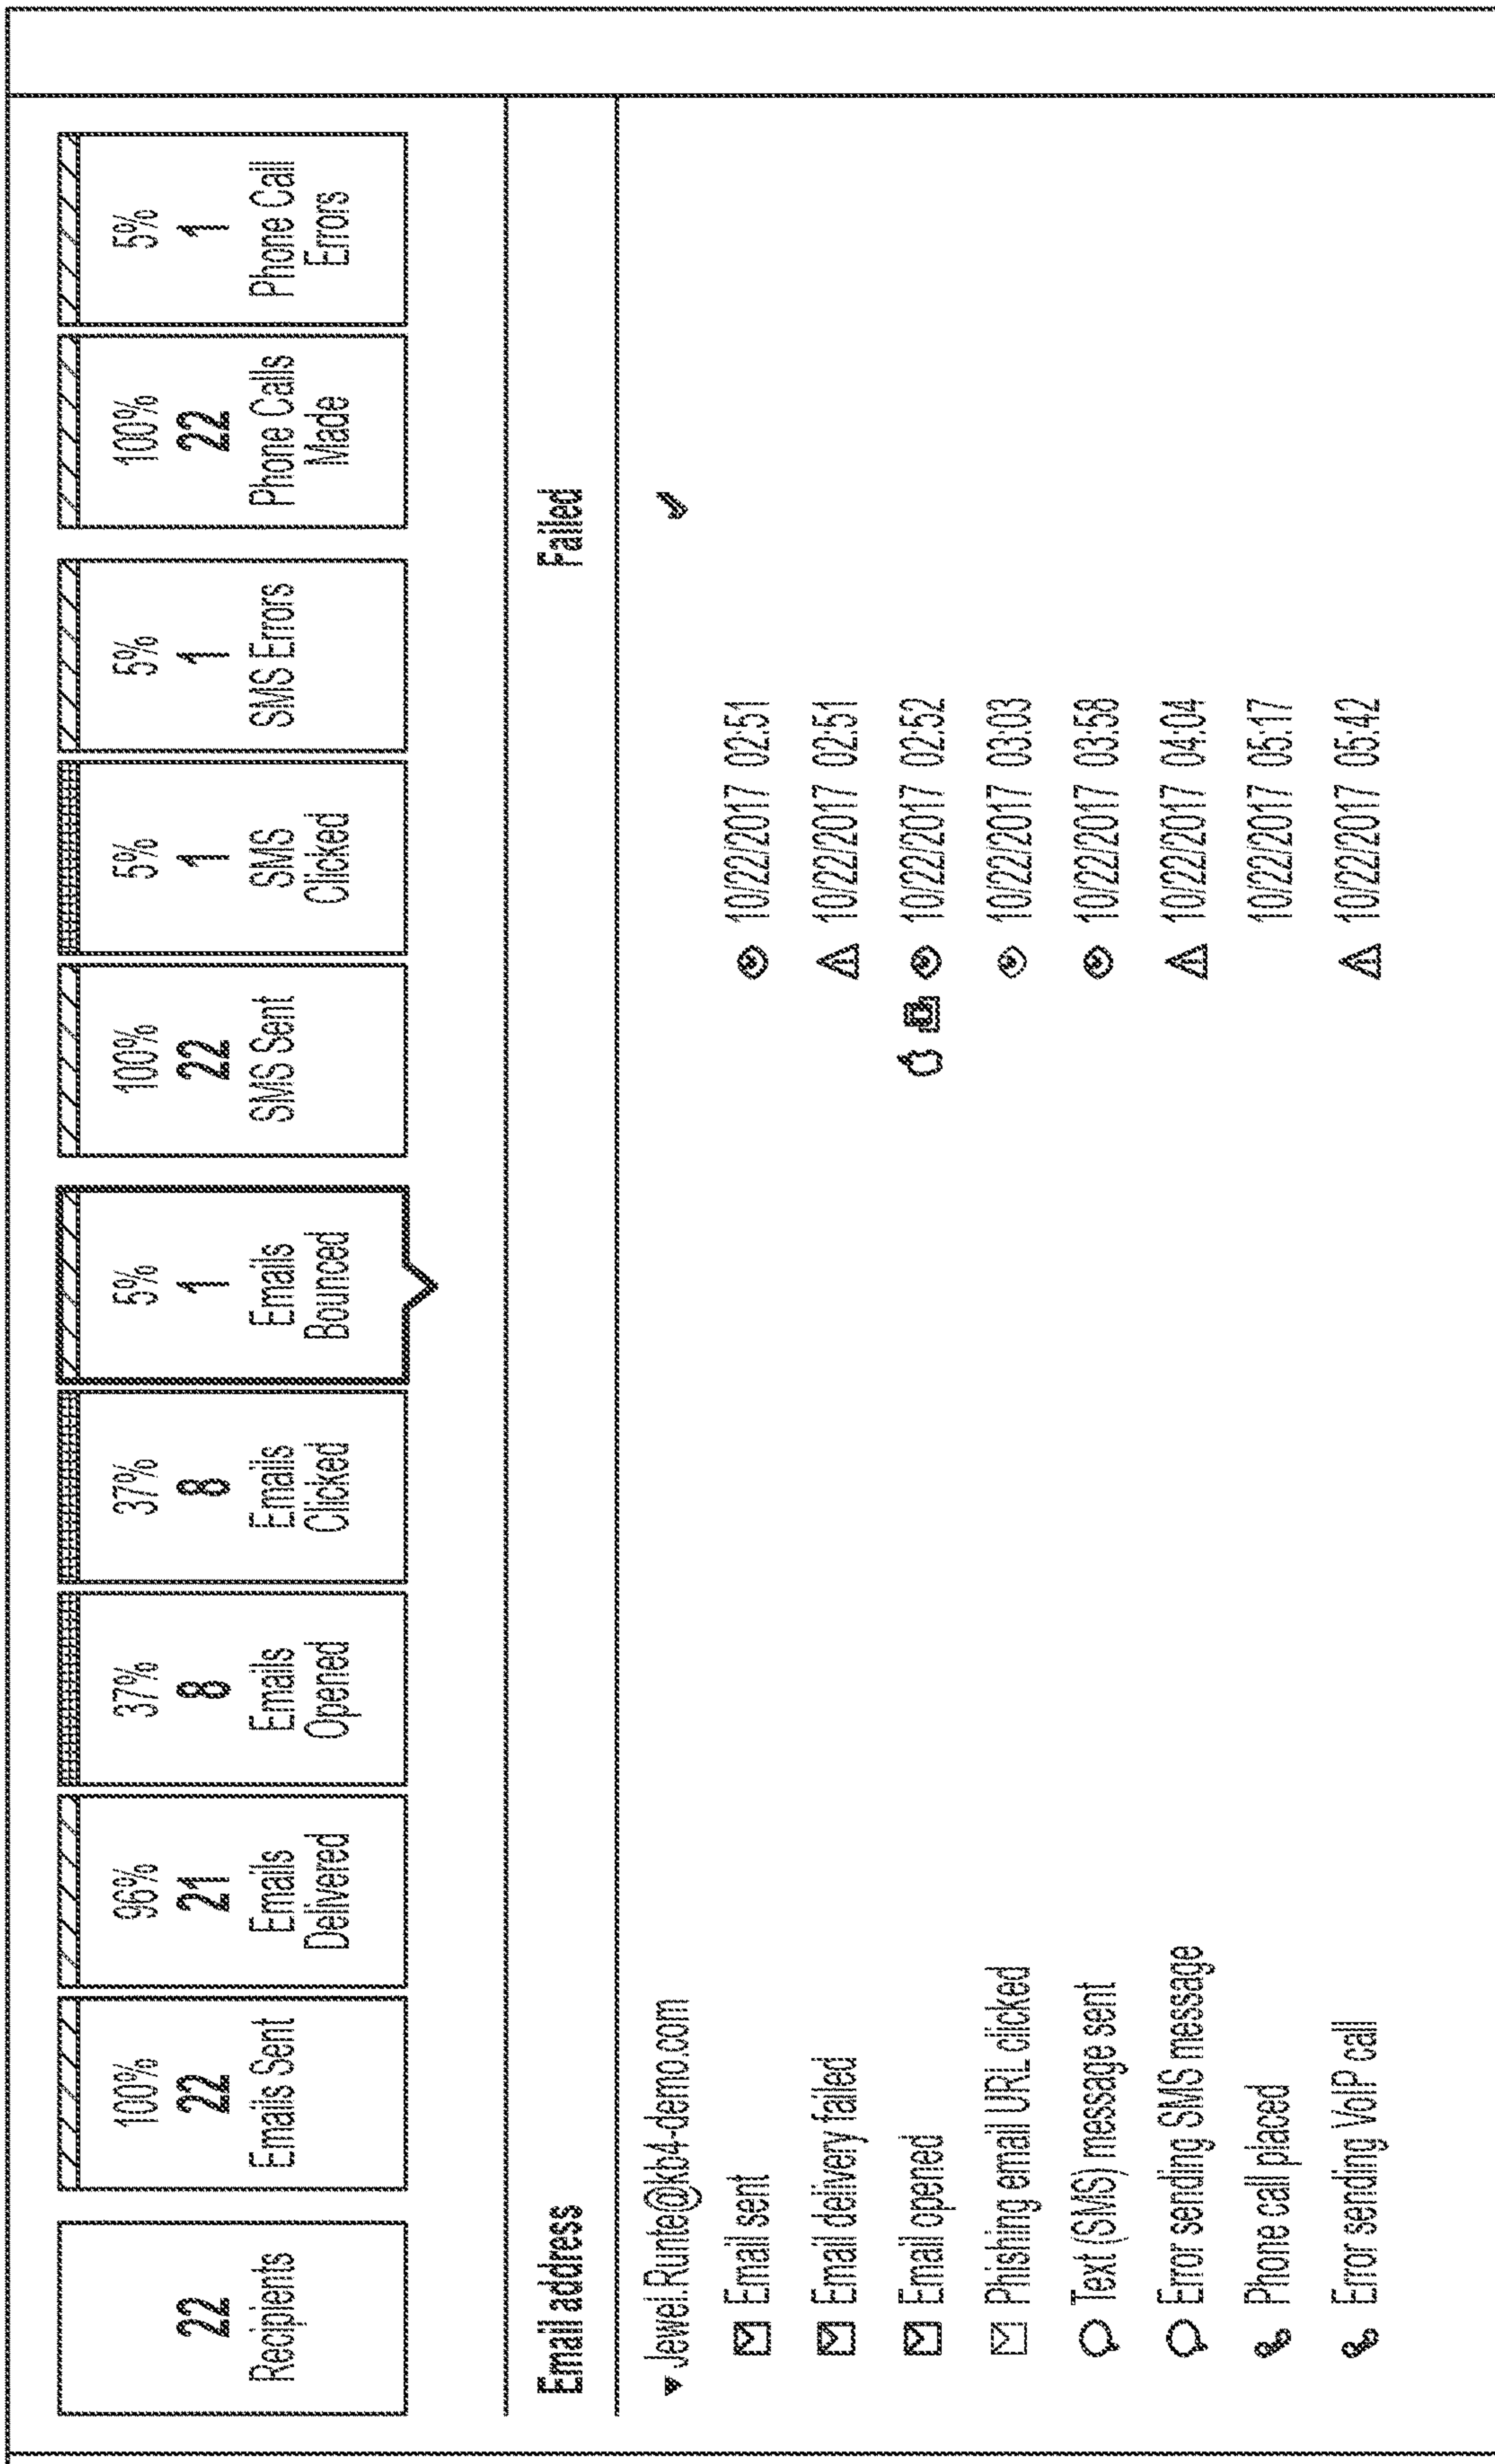 22
Recipients
100%
22
Emails Sent
96%
21
Emails
Delivered
37%
8
Emails
Opened
37%
8
Emails
Clicked
5%
1
Emails
Bounced
100%
22
SMS Sent
5%
1
SMS
Clicked
5%
1
SMS Errors
100%
22
Phone Calls
Made
5%
1
Phone Call
Errors
Email address Failed
Jewel.Runte@kb4-demo.com
Email sent 10/22/2017 02:51
Email delivery failed 10/22/2017 02:51
Email opened 10/22/2017 02:52
Phishing email URL clicked 10/22/2017 03:03
Text (SMS) message sent 10/22/2017 03:58
Error sending SMS message 10/22/2017 04:04
Phone call placed 10/22/2017 05:17
Error sending VoIP call 10/22/2017 05:42